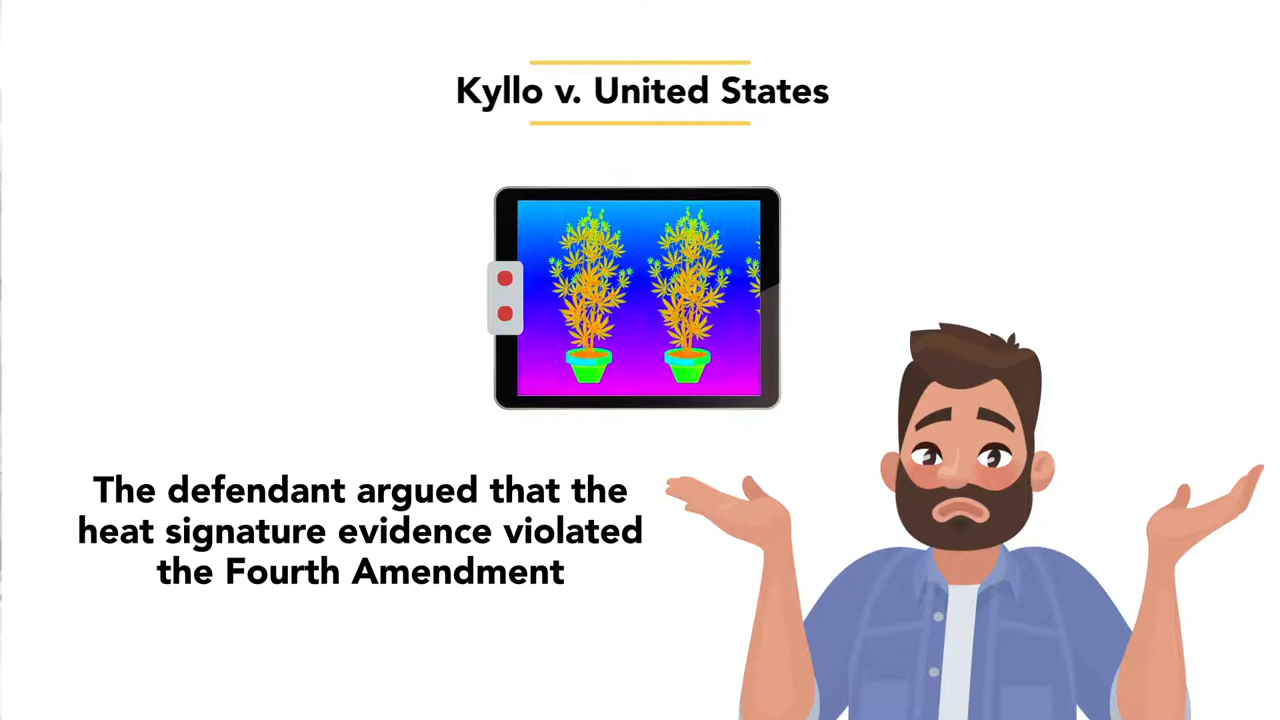 Kyllo v. United States
The defendant argued that the
heat signature evidence violated
the Fourth Amendment